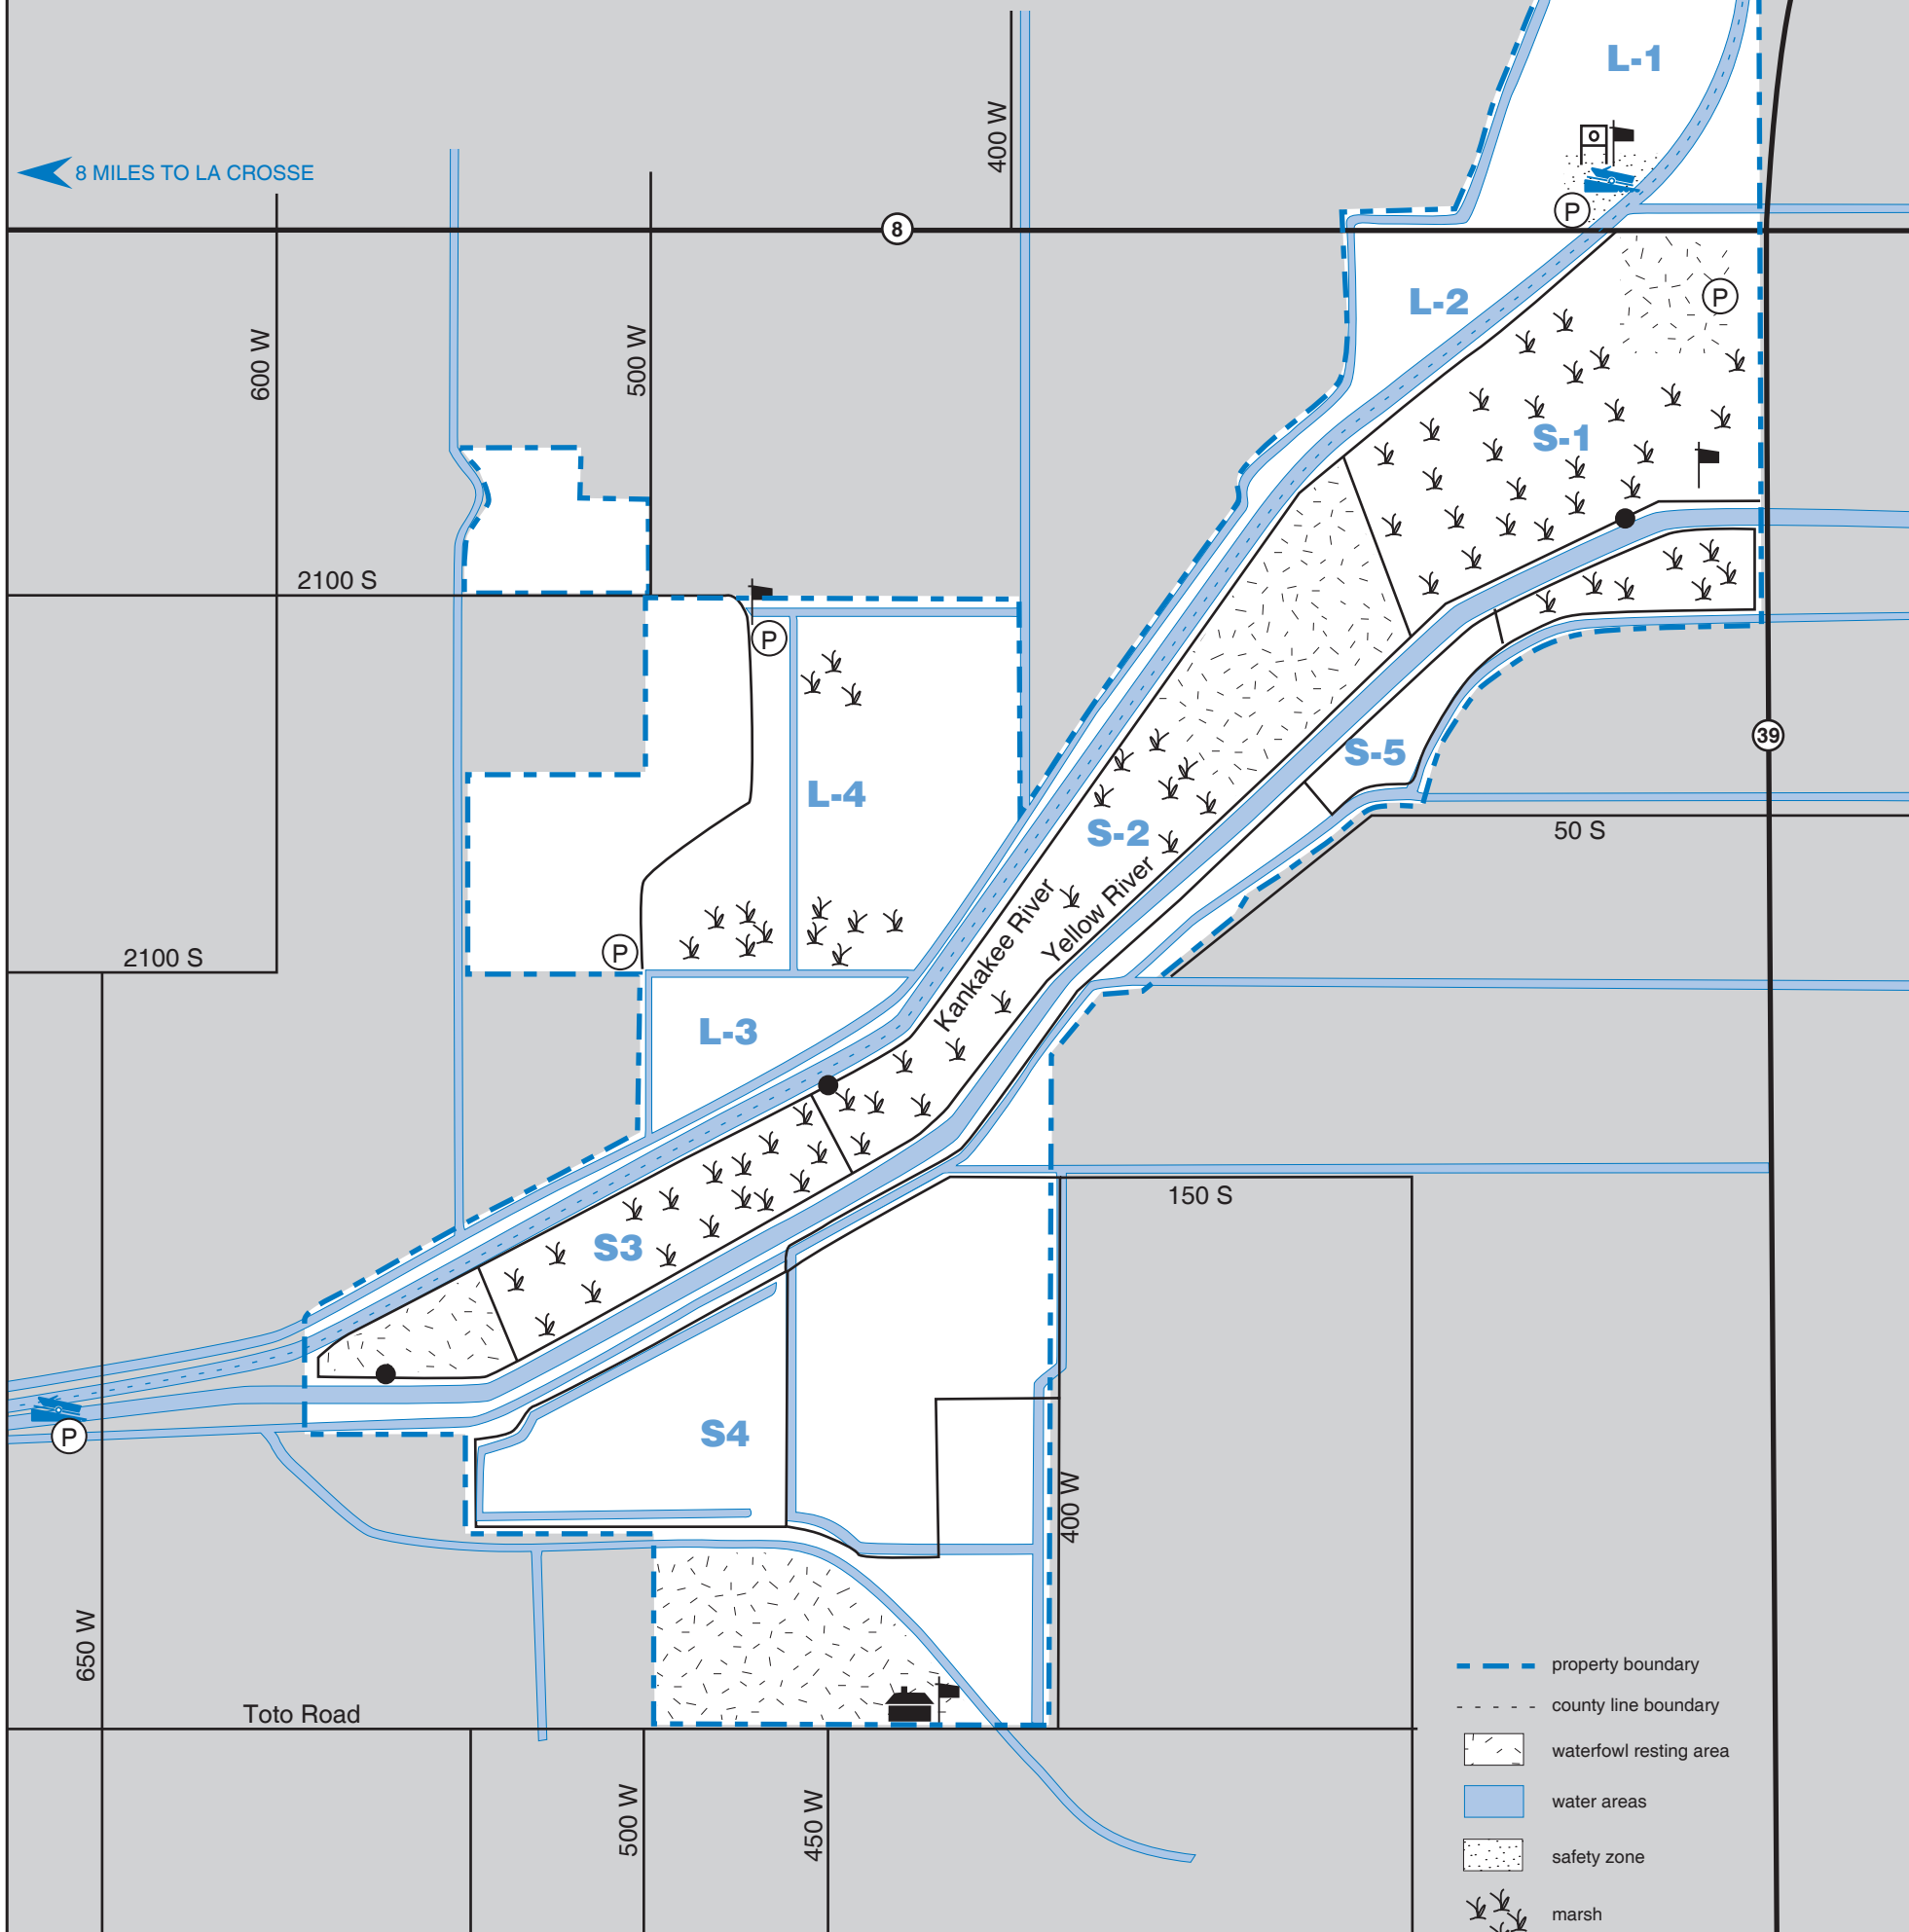 L-1
400 W
8 MILES TO LA CROSSE
P
8
L-2
P
600 W
500 W
S-1
2100 S
P
39
S-5
L-4
S-2
50 S
Kankakee River
Yellow River
P
2100 S
L-3
150 S
S3
P
S4
400 W
650 W
Toto Road
500 W
450 W
property boundary
county line boundary
waterfowl resting area
water areas
safety zone
marsh